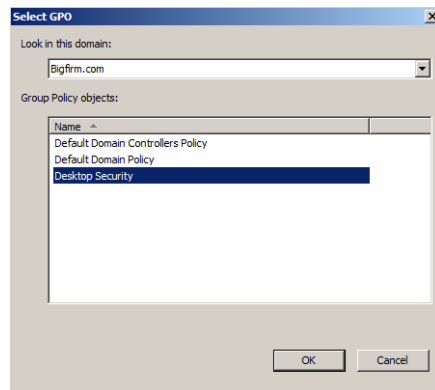 Select GPO
Look in this domain:
Bigfirm.com
Group Policy objects:
Name
Default Domain Controllers Policy
Default Domain Policy
Desktop Security
OK Cancel